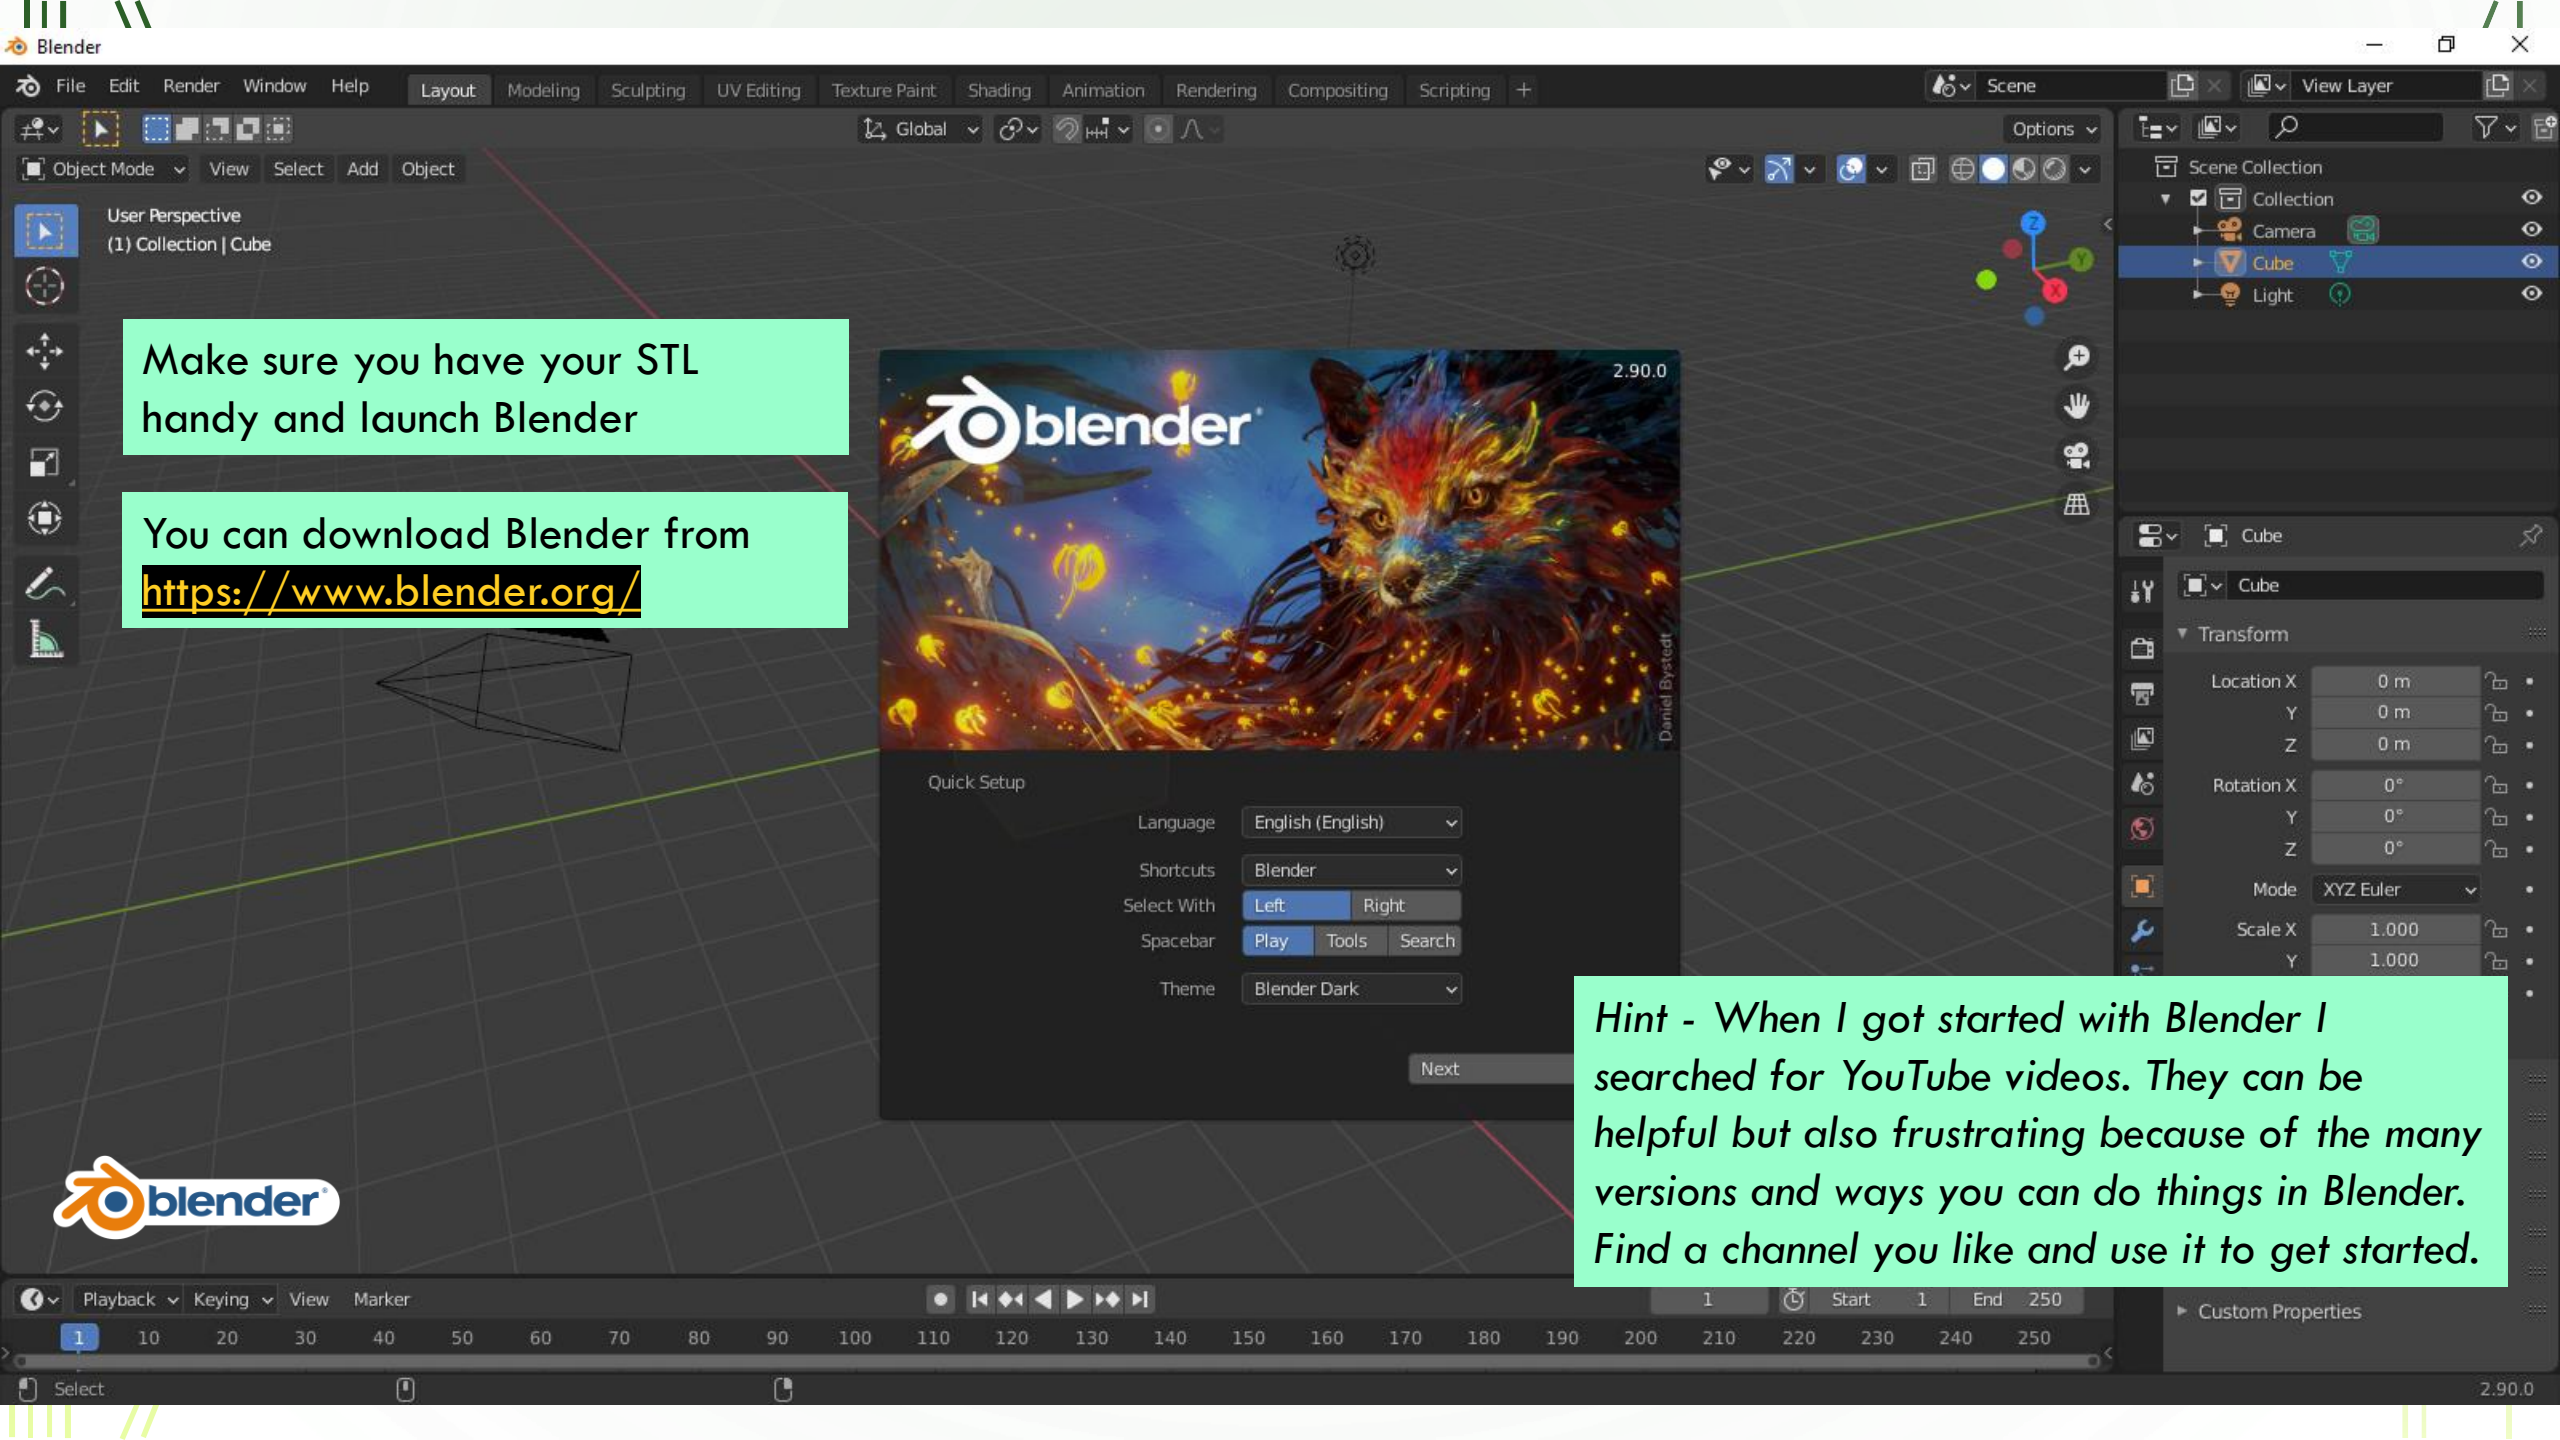 Blender
File Edit Render Window Help Layout Modeling Sculpting UV Editing Texture Paint Shading Animation Rendering Compositing Scripting + Scene View Layer
Global Options
Object Mode View Select Add Object
User Perspective
(1) Collection | Cube
Z
Y
X
Scene Collection
Collection
Camera
Cube
Light
Make sure you have your STL
handy and launch Blender
You can download Blender from
https://www.blender.org/
blender
2.90.0
Daniel Bystedt
Quick Setup
Language English (English)
Shortcuts Blender
Select With Left Right
Spacebar Play Tools Search
Theme Blender Dark
Next
Cube
Cube
Transform
Location X 0 m
Y 0 m
Z 0 m
Rotation X 0°
Y 0°
Z 0°
Mode XYZ Euler
Scale X 1.000
Y 1.000
Hint - When I got started with Blender I
searched for YouTube videos. They can be
helpful but also frustrating because of the many
versions and ways you can do things in Blender.
Find a channel you like and use it to get started.
blender
Custom Properties
Playback Keying View Marker 1 Start 1 End 250
1 10 20 30 40 50 60 70 80 90 100 110 120 130 140 150 160 170 180 190 200 210 220 230 240 250
Select
2.90.0